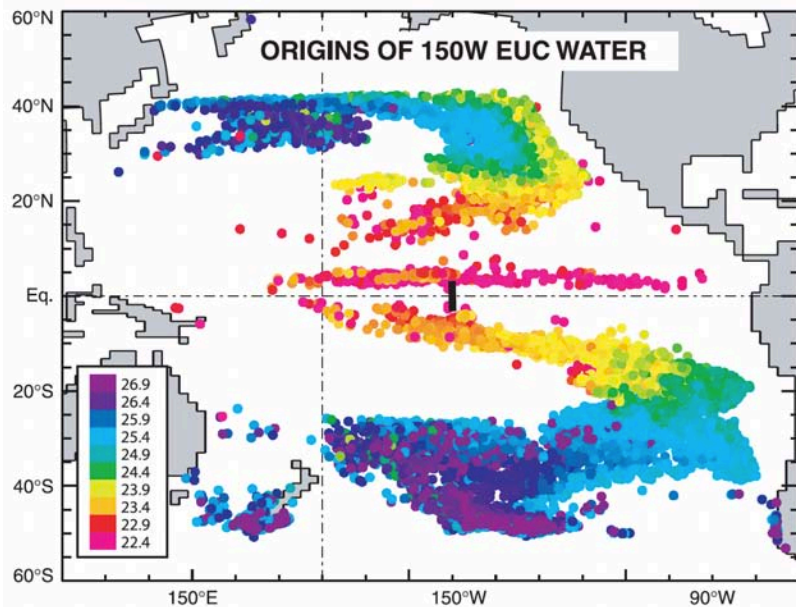 ORIGINS OF 150W EUC WATER
60°N
40°N
20°N
Eq.
20°S
40°S
60°S
26.9
26.4
25.9
25.4
24.9
24.4
23.9
23.4
22.9
22.4
150°E
150°W
90°W